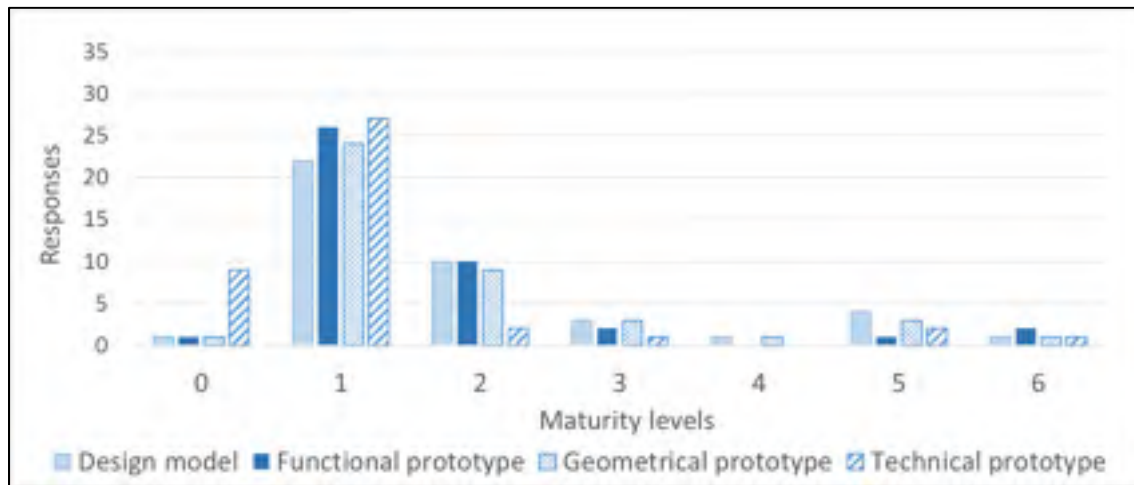 35
30
25
20
15
10
5
0
Responses
0 1 2 3 4 5 6
Maturity levels
Design model Functional prototype Geometrical prototype Technical prototype